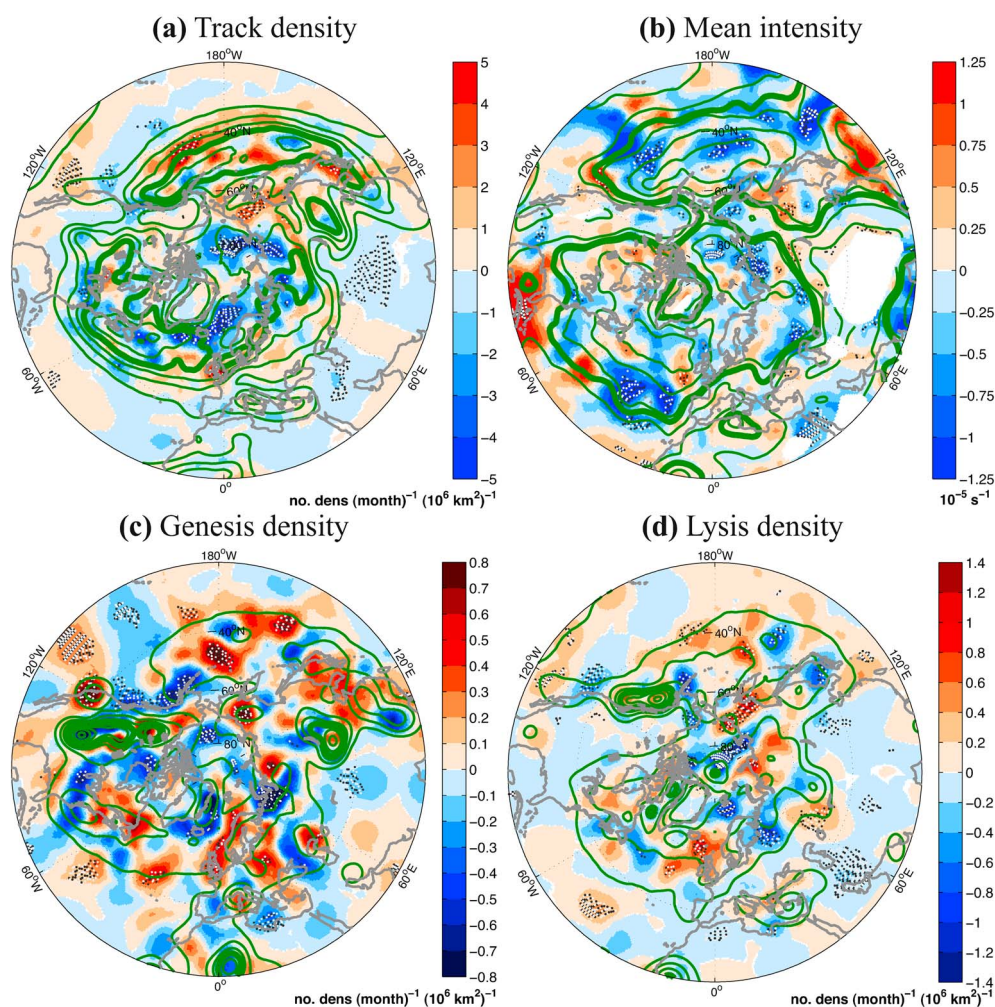 (a) Track density
(b) Mean intensity
180°W
120°W
120°E
60°W
60°E
0°
40°N
60°N
80°N
5
4
3
2
1
0
-1
-2
-3
-4
-5
no. dens (month)⁻¹ (10⁶ km²)⁻¹
180°W
120°W
120°E
60°W
60°E
0°
40°N
60°N
80°N
1.25
1
0.75
0.5
0.25
0
-0.25
-0.5
-0.75
-1
-1.25
10⁻⁵ s⁻¹
(c) Genesis density
(d) Lysis density
180°W
120°W
120°E
60°W
60°E
0°
40°N
60°N
80°N
0.8
0.7
0.6
0.5
0.4
0.3
0.2
0.1
0
-0.1
-0.2
-0.3
-0.4
-0.5
-0.6
-0.7
-0.8
no. dens (month)⁻¹ (10⁶ km²)⁻¹
180°W
120°W
120°E
60°W
60°E
0°
40°N
60°N
80°N
1.4
1.2
1
0.8
0.6
0.4
0.2
0
-0.2
-0.4
-0.6
-0.8
-1
-1.2
-1.4
no. dens (month)⁻¹ (10⁶ km²)⁻¹